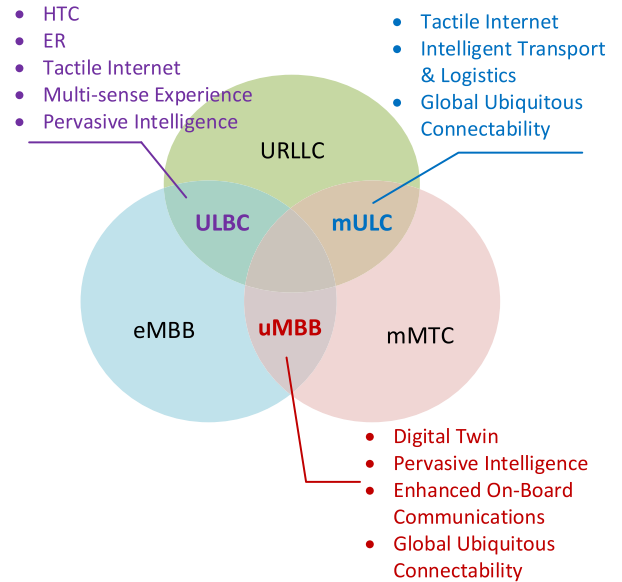 • HTC
• ER
• Tactile Internet
• Multi-sense Experience
• Pervasive Intelligence
• Tactile Internet
• Intelligent Transport
& Logistics
• Global Ubiquitous
Connectability
URLLC
ULBC
mULC
eMBB
uMBB
mMTC
• Digital Twin
• Pervasive Intelligence
• Enhanced On-Board
Communications
• Global Ubiquitous
Connectability